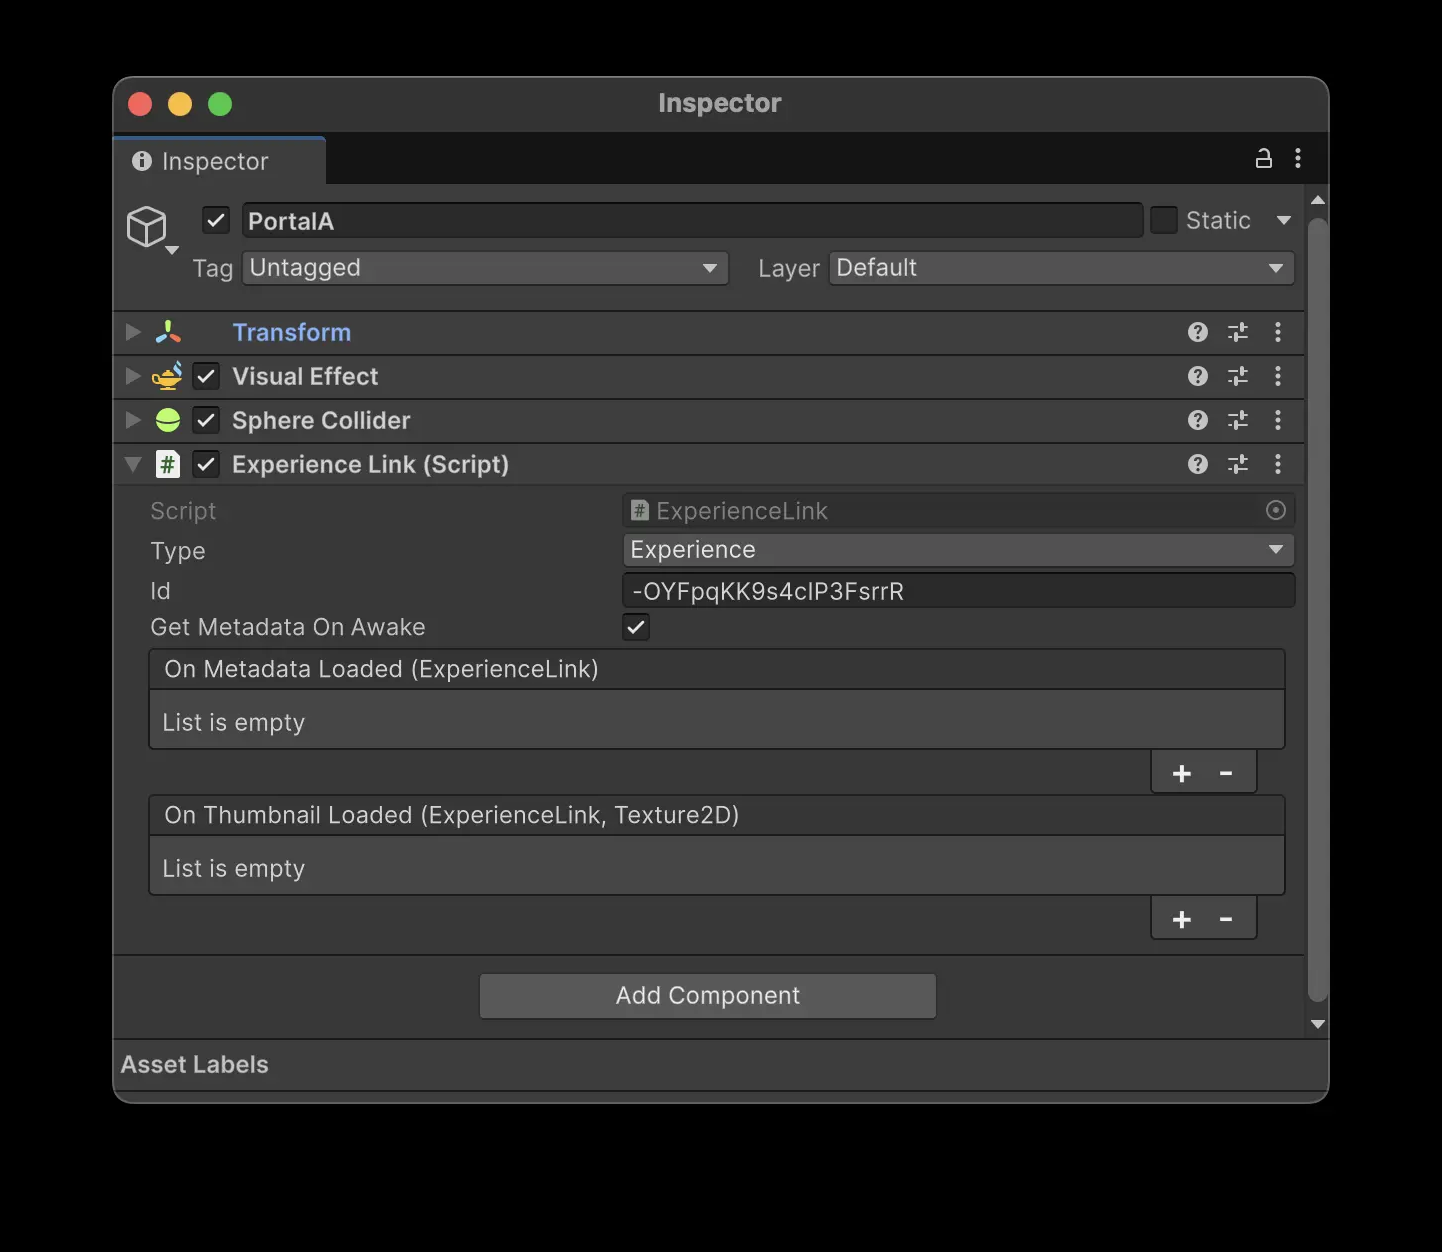 Inspector
Inspector
PortalA
Static
Tag Untagged Layer Default
Transform
Visual Effect
Sphere Collider
# Experience Link (Script)
Script # ExperienceLink
Type Experience
Id -OYFpqKK9s4cIP3FsrrR
Get Metadata On Awake
On Metadata Loaded (ExperienceLink)
List is empty
+ -
On Thumbnail Loaded (ExperienceLink, Texture2D)
List is empty
+ -
Add Component
Asset Labels